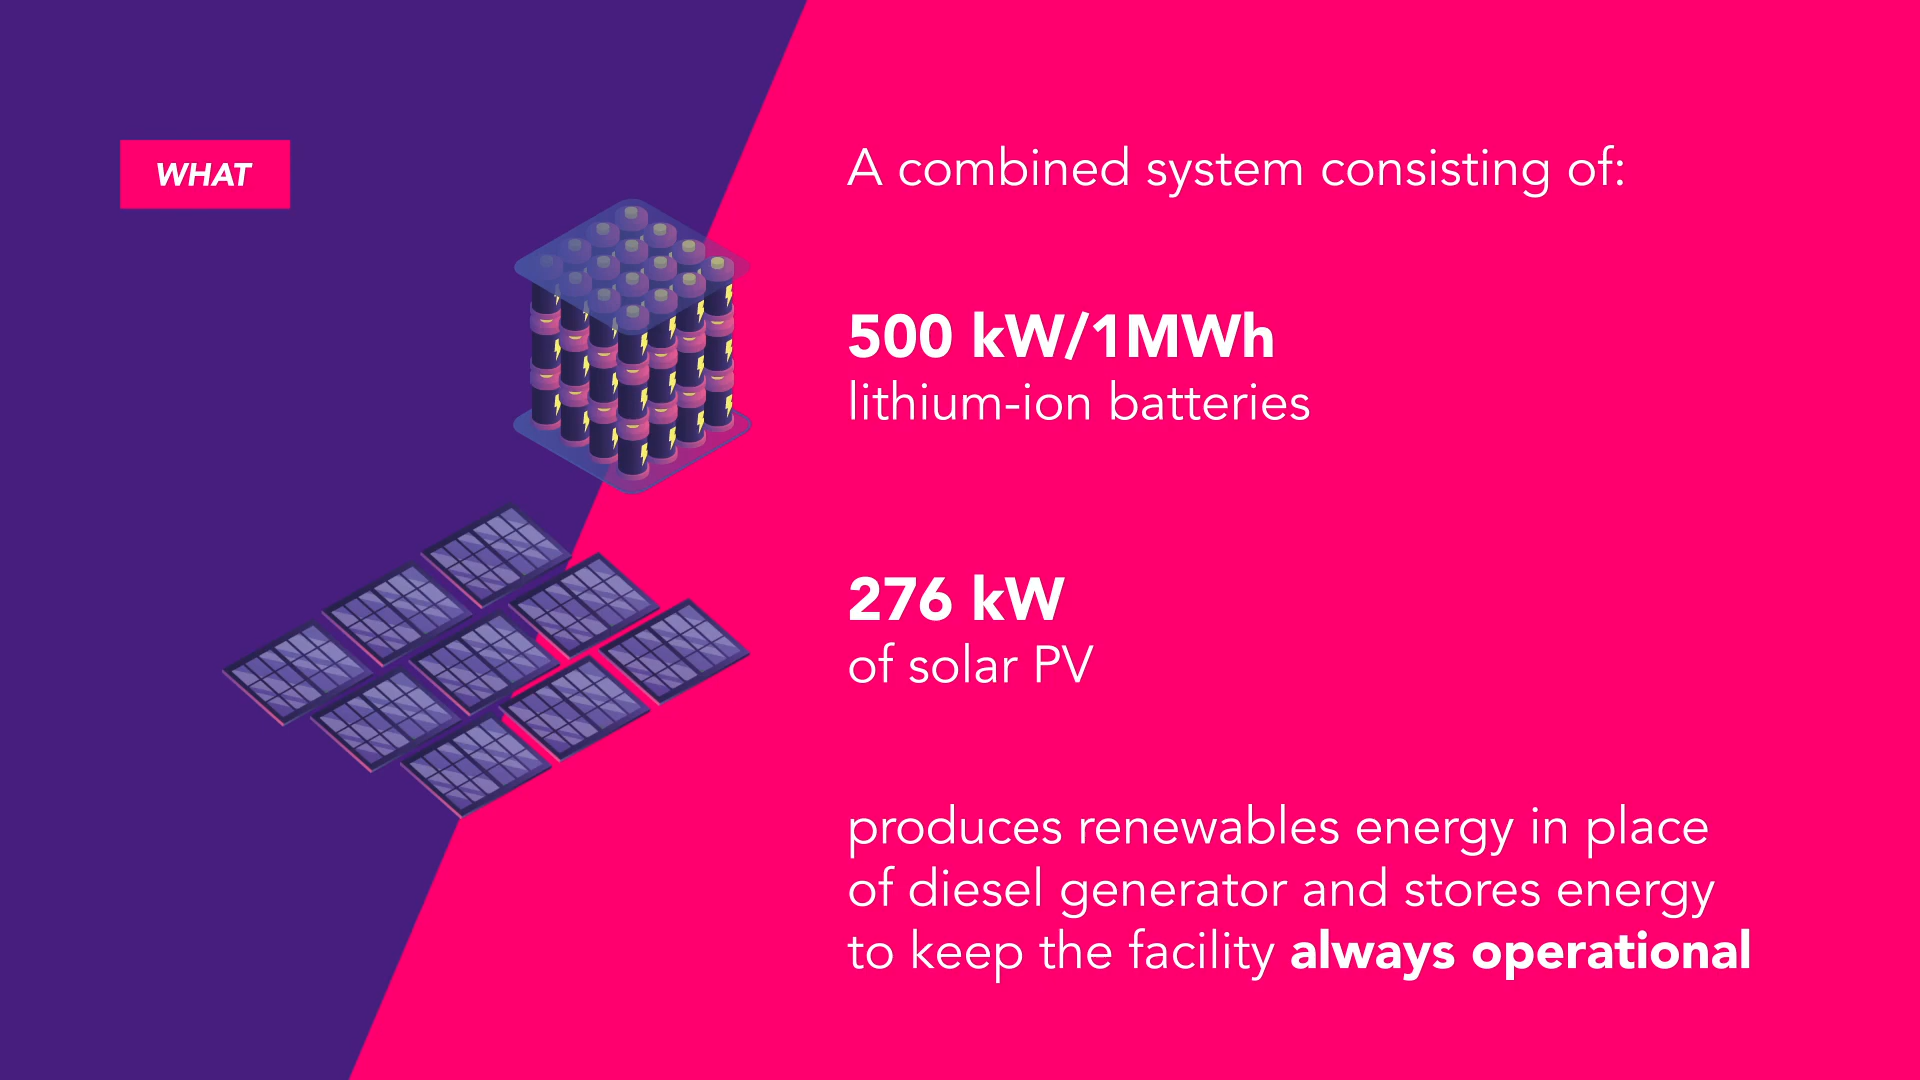 WHAT
A combined system consisting of:
500 kW/1MWh
lithium-ion batteries
276 kW
of solar PV
produces renewables energy in place
of diesel generator and stores energy
to keep the facility always operational